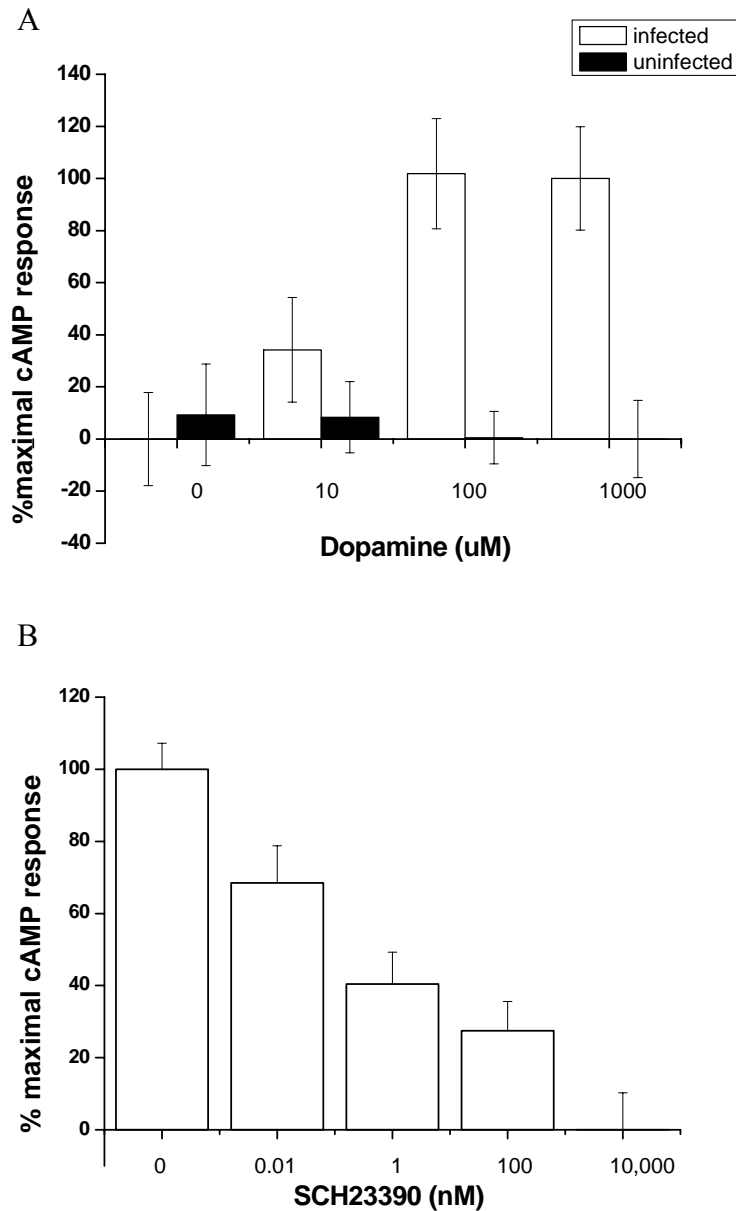 A
infected
uninfected
140
120
100
80
60
40
20
0
-20
-40
%maximal cAMP response
0 10 100 1000
Dopamine (uM)
B
120
100
80
60
40
20
0
% maximal cAMP response
0 0.01 1 100 10,000
SCH23390 (nM)